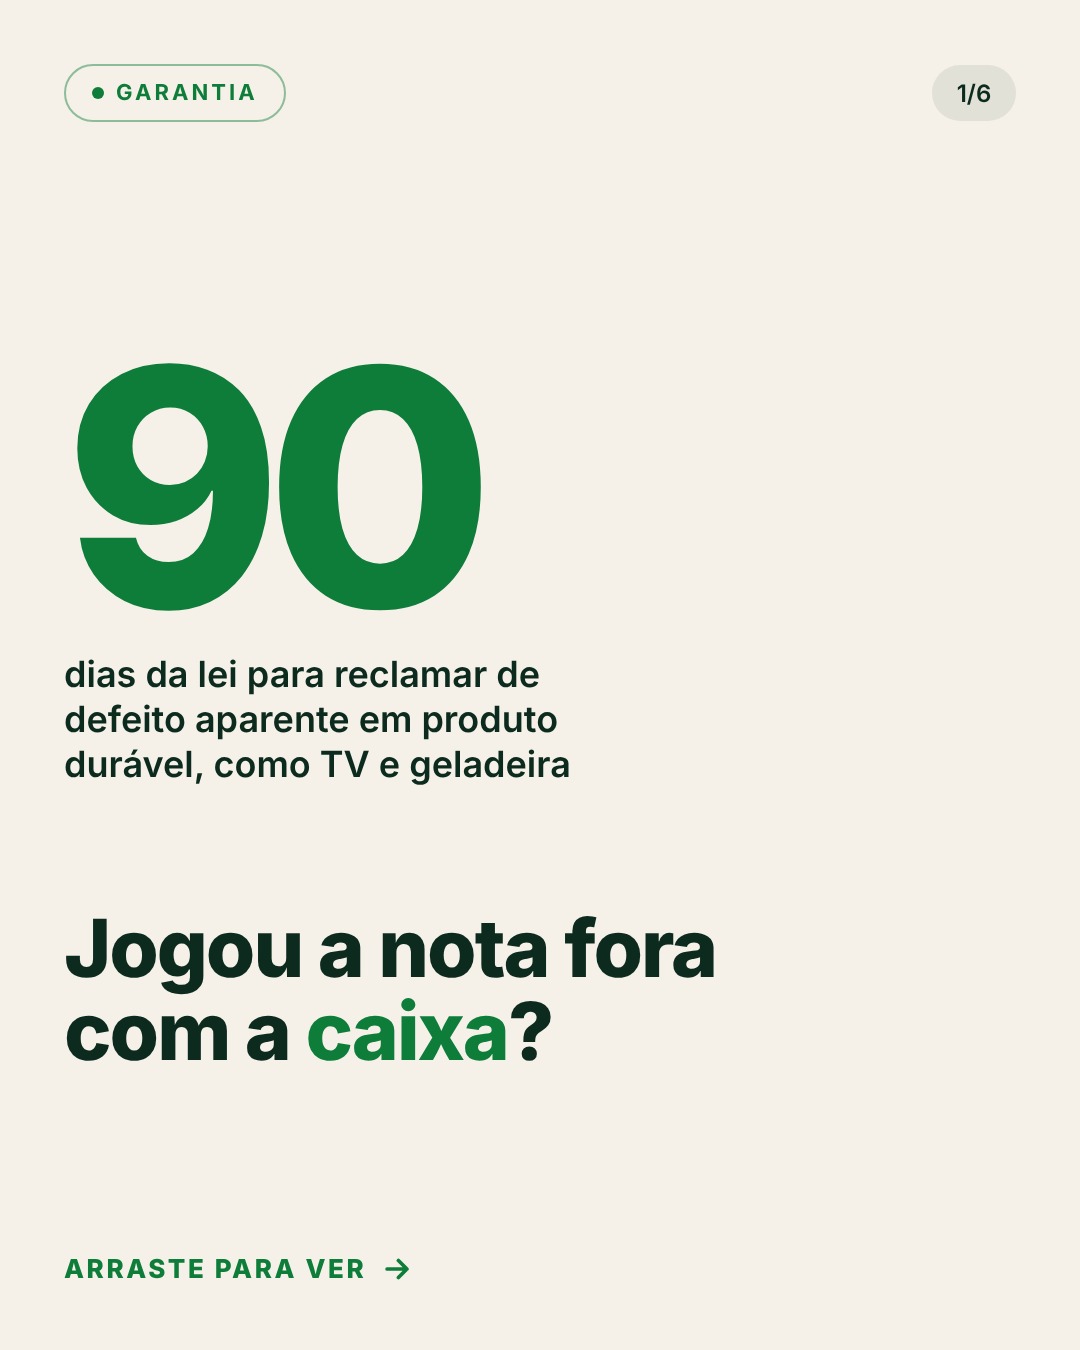 GARANTIA
1/6
90
dias da lei para reclamar de
defeito aparente em produto
durável, como TV e geladeira
Jogou a nota fora
com a caixa?
ARRASTE PARA VER →